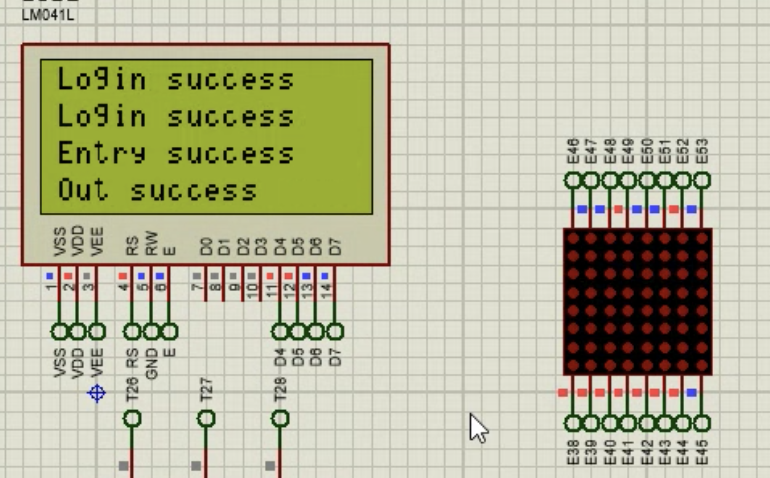 LM041L
Login success
Login success
Entry success
Out success
VSS VDD VEE RS RW E D0 D1 D2 D3 D4 D5 D6 D7
1 2 3 4 5 6 7 8 9 10 11 12 13 14
VSS VDD VEE RS GND E D4 D5 D6 D7
T26 T27 T28
E46 E47 E48 E49 E50 E51 E52 E53
E38 E39 E40 E41 E42 E43 E44 E45